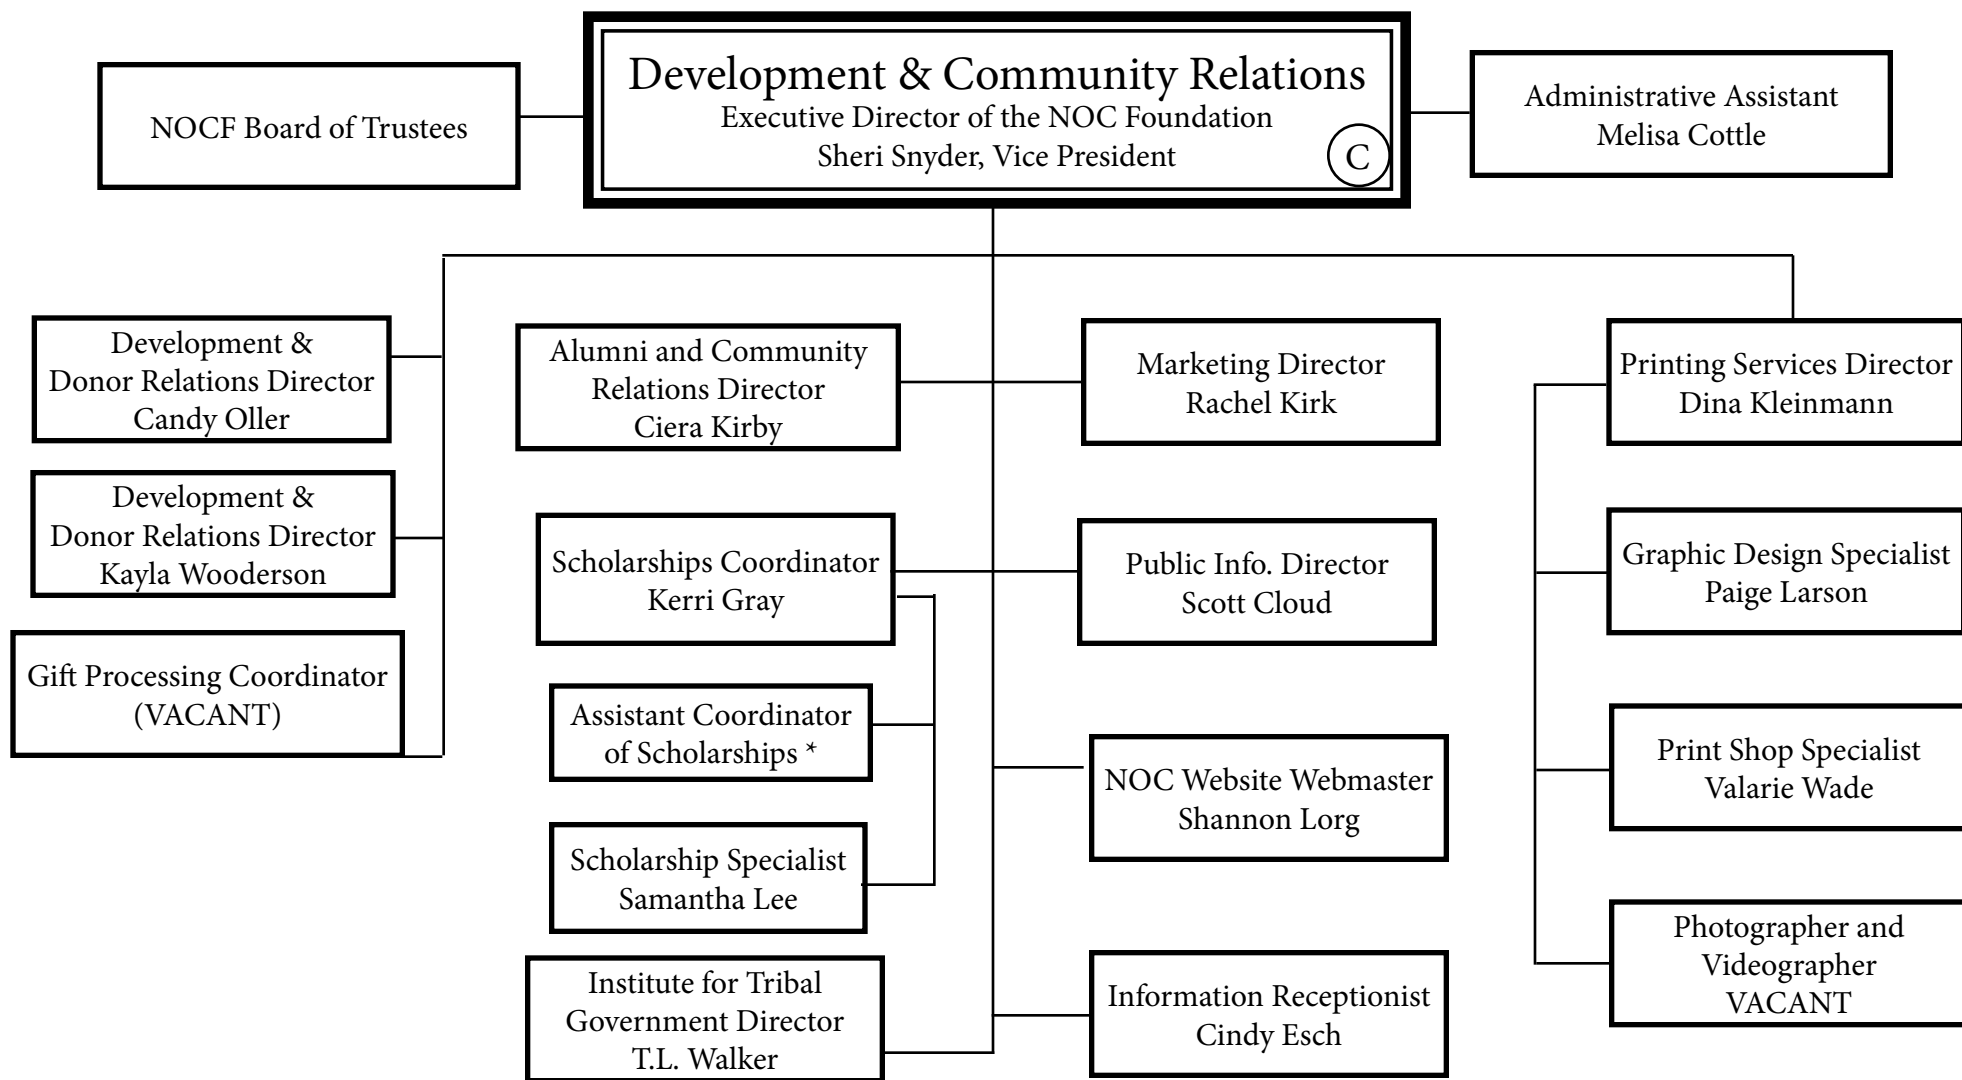 Development & Community Relations
Executive Director of the NOC Foundation
Sheri Snyder, Vice President
C
NOCF Board of Trustees
Administrative Assistant
Melisa Cottle
Development &
Donor Relations Director
Candy Oller
Development &
Donor Relations Director
Kayla Wooderson
Gift Processing Coordinator
(VACANT)
Alumni and Community
Relations Director
Ciera Kirby
Scholarships Coordinator
Kerri Gray
Assistant Coordinator
of Scholarships *
Scholarship Specialist
Samantha Lee
Institute for Tribal
Government Director
T.L. Walker
Marketing Director
Rachel Kirk
Public Info. Director
Scott Cloud
NOC Website Webmaster
Shannon Lorg
Information Receptionist
Cindy Esch
Printing Services Director
Dina Kleinmann
Graphic Design Specialist
Paige Larson
Print Shop Specialist
Valarie Wade
Photographer and
Videographer
VACANT